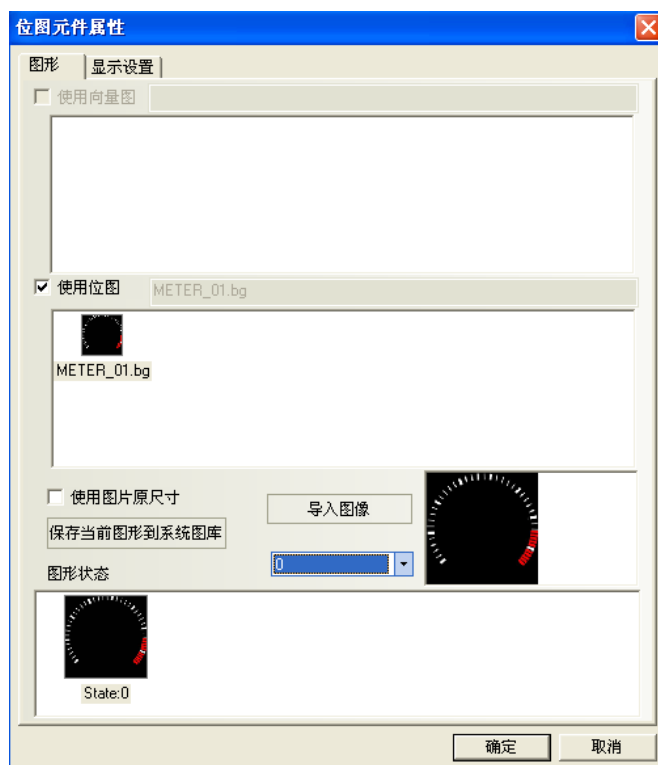 位图元件属性
图形
显示设置
使用向量图
使用位图
METER_01.bg
METER_01.bg
使用图片原尺寸
导入图像
保存当前图形到系统图库
图形状态
0
State:0
确定
取消